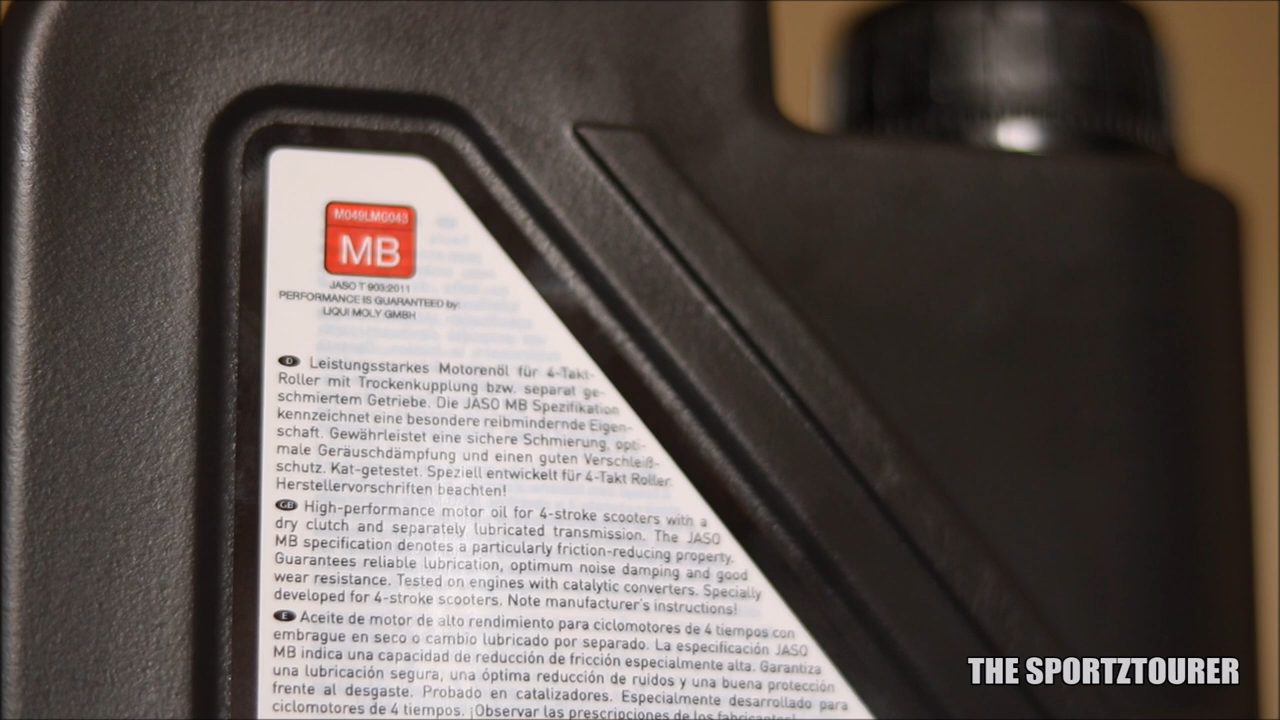 M049LM0043
MB
JASO T 903:2011
PERFORMANCE IS GUARANTEED by:
LIQUI MOLY GMBH
D Leistungsstarkes Motorenöl für 4-Takt-
Roller mit Trockenkupplung bzw. separat ge-
schmiertem Getriebe. Die JASO MB Spezifikation
kennzeichnet eine besondere reibmindernde Eigen-
schaft. Gewährleistet eine sichere Schmierung, opti-
male Geräuschdämpfung und einen guten Verschleiß-
schutz. Kat-getestet. Speziell entwickelt für 4-Takt Roller.
Herstellervorschriften beachten!
GB High-performance motor oil for 4-stroke scooters with a
dry clutch and separately lubricated transmission. The JASO
MB specification denotes a particularly friction-reducing property.
Guarantees reliable lubrication, optimum noise damping and good
wear resistance. Tested on engines with catalytic converters. Specially
developed for 4-stroke scooters. Note manufacturer's instructions!
E Aceite de motor de alto rendimiento para ciclomotores de 4 tiempos con
embrague en seco o cambio lubricado por separado. La especificación JASO
MB indica una capacidad de reducción de fricción especialmente alta. Garantiza
una lubricación segura, una óptima reducción de ruidos y una buena protección
frente al desgaste. Probado en catalizadores. Especialmente desarrollado para
ciclomotores de 4 tiempos. ¡Observar las prescripciones de los fabricantes!
THE SPORTZTOURER